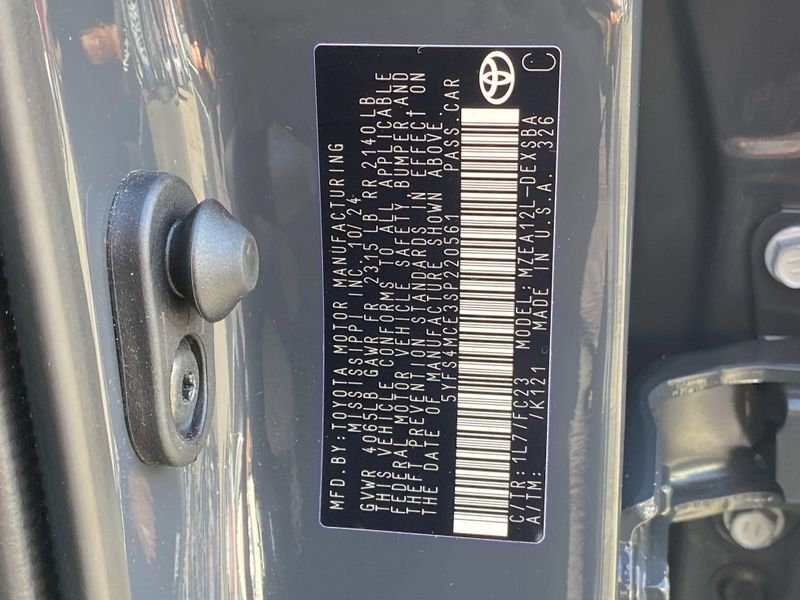 MFD. BY: TOYOTA MOTOR MANUFACTURING
MISSISSIPPI INC. 10/24
GVWR 4065LB GAWR FR 2315 LB RR 2140 LB
THIS VEHICLE CONFORMS TO ALL APPLICABLE
FEDERAL MOTOR VEHICLE SAFETY BUMPER AND
THEFT PREVENTION STANDARDS IN EFFECT ON
THE DATE OF MANUFACTURE SHOWN ABOVE.
5YFS4MCE3SP220561 PASS. CAR
C/TR: 1L7/FC23 MODEL: MZEA12L-DEXSBA
A/TM: /K121 MADE IN U.S.A. 326
C